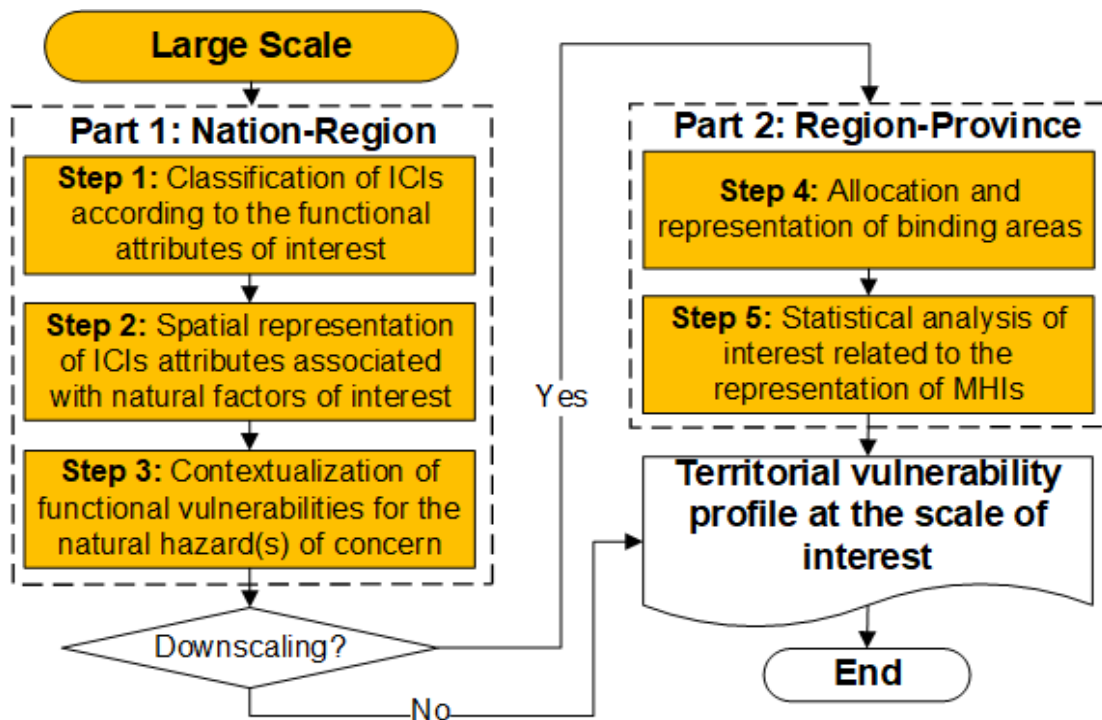 Large Scale
Part 1: Nation-Region
Step 1: Classification of ICIs
according to the functional
attributes of interest
Step 2: Spatial representation
of ICIs attributes associated
with natural factors of interest
Step 3: Contextualization of
functional vulnerabilities for the
natural hazard(s) of concern
Downscaling?
Yes
No
Part 2: Region-Province
Step 4: Allocation and
representation of binding areas
Step 5: Statistical analysis of
interest related to the
representation of MHIs
Territorial vulnerability
profile at the scale of
interest
End